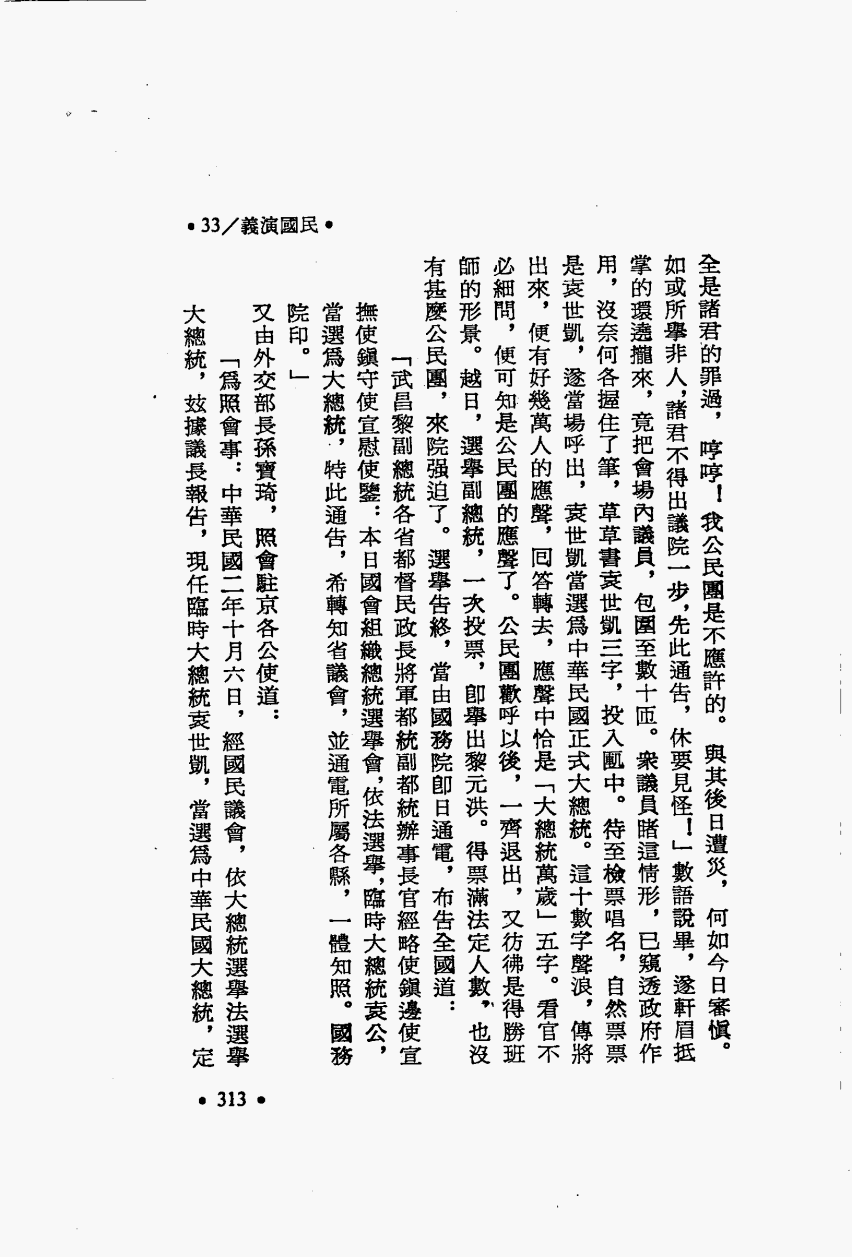 •33／義演國民•
全是諸君的罪過，哼哼！我公民團是不應許的。與其後日遭災，何如今日審慎。
如或所舉非人，諸君不得出議院一步，先此通告，休要見怪！」數語說畢，遂軒眉抵
掌的環遶攏來，竟把會場內議員，包圍至數十匝。衆議員睹這情形，已窺透政府作
用，沒奈何各握住了筆，草草書袁世凱三字，投入匭中。待至檢票唱名，自然票票
是袁世凱，遂當場呼出，袁世凱當選爲中華民國正式大總統。這十數字聲浪，傳將
出來，便有好幾萬人的應聲，回答轉去，應聲中恰是「大總統萬歲」五字。看官不
必細問，便可知是公民團的應聲了。公民團歡呼以後，一齊退出，又彷彿是得勝班
師的形景。越日，選舉副總統，一次投票，卽舉出黎元洪。得票滿法定人數，也沒
有甚麼公民團，來院强迫了。選舉告終，當由國務院卽日通電，布告全國道：
「武昌黎副總統各省都督民政長將軍都統副都統辦事長官經略使鎭邊使宣
撫使鎭守使宣慰使鑒：本日國會組織總統選舉會，依法選舉，臨時大總統袁公，
當選爲大總統，特此通告，希轉知省議會，並通電所屬各縣，一體知照。國務
院印。」
又由外交部長孫寶琦，照會駐京各公使道：
「爲照會事：中華民國二年十月六日，經國民議會，依大總統選舉法選舉
大總統，玆據議長報告，現任臨時大總統袁世凱，當選爲中華民國大總統，定
•313•